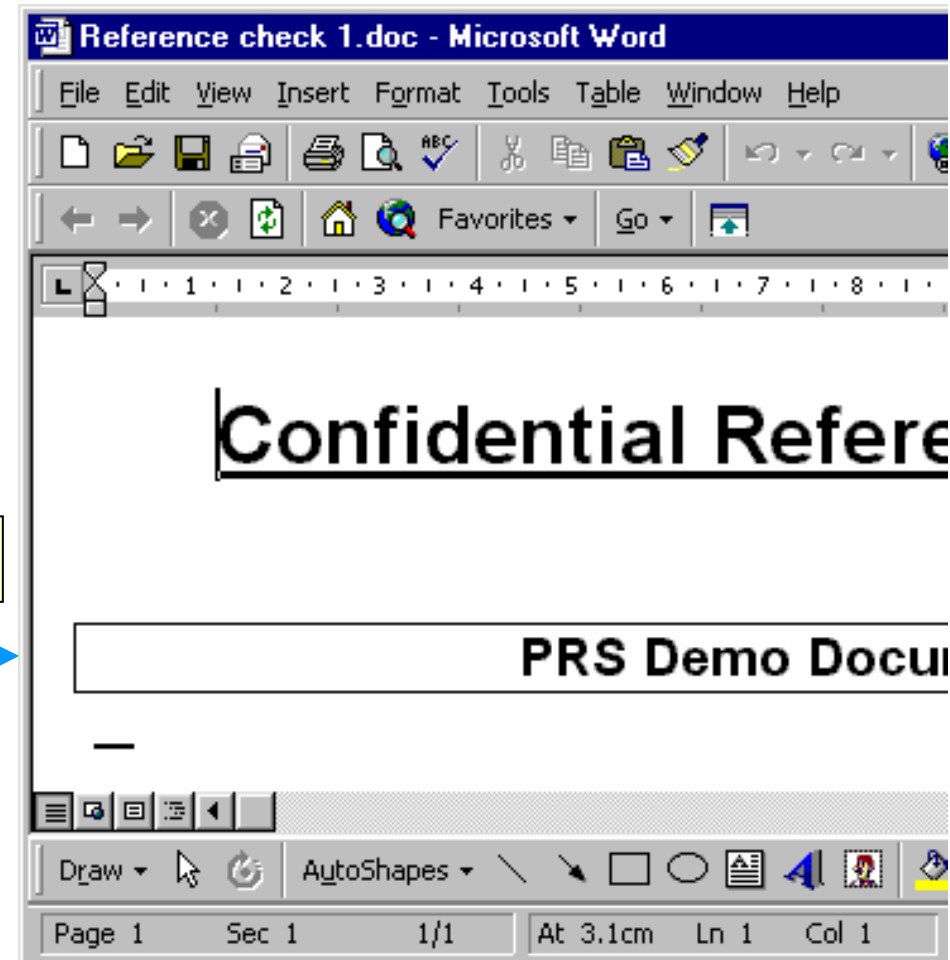 Reference check 1.doc - Microsoft Word
File Edit View Insert Format Tools Table Window Help
ABC
Favorites Go
L 1 2 3 4 5 6 7 8
Confidential Refere
PRS Demo Docu
Draw AutoShapes A
Page 1 Sec 1 1/1 At 3.1cm Ln 1 Col 1